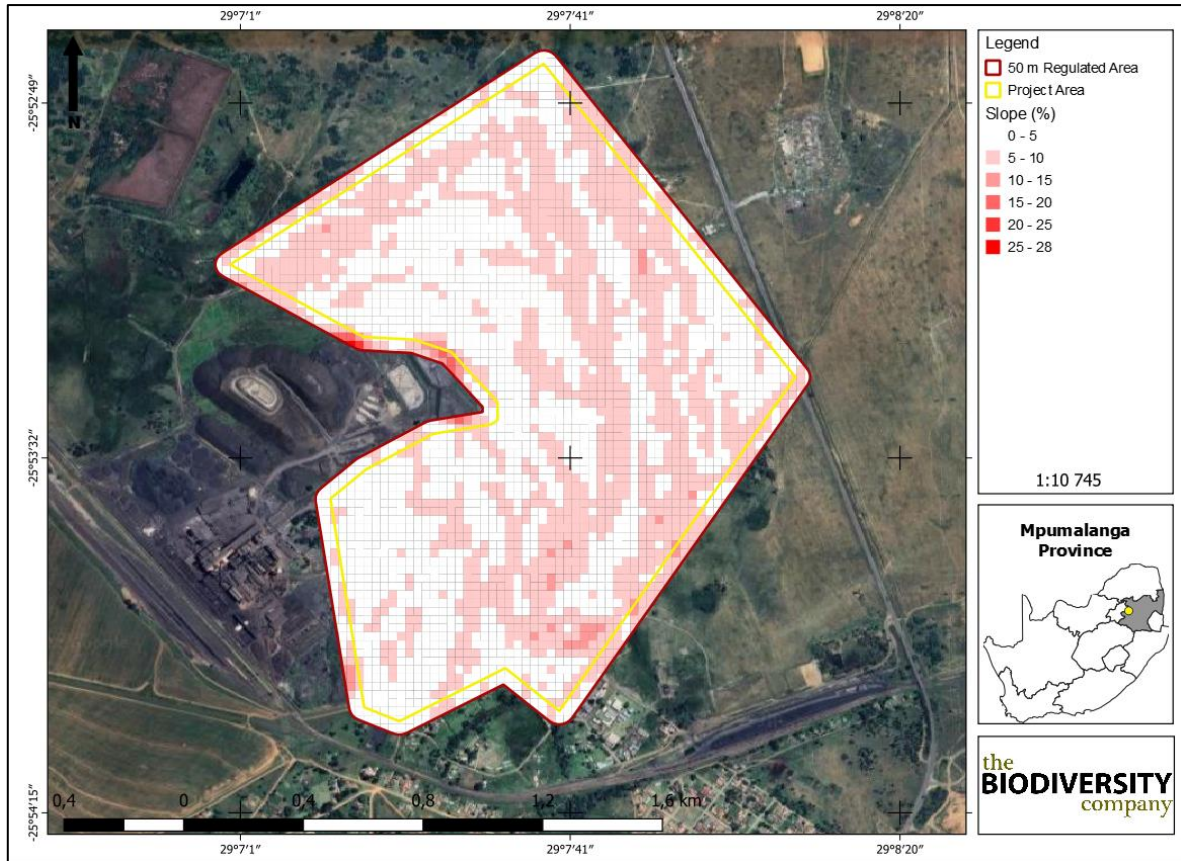 29°7'1"
29°7'41"
29°8'20"
-25°52'49"
-25°53'32"
-25°54'15"
N
0,4
0
0,4
0,8
1,2
1,6 km
29°7'1"
29°7'41"
29°8'20"
Legend
50 m Regulated Area
Project Area
Slope (%)
0 - 5
5 - 10
10 - 15
15 - 20
20 - 25
25 - 28
1:10 745
Mpumalanga
Province
the
BIODIVERSITY
company